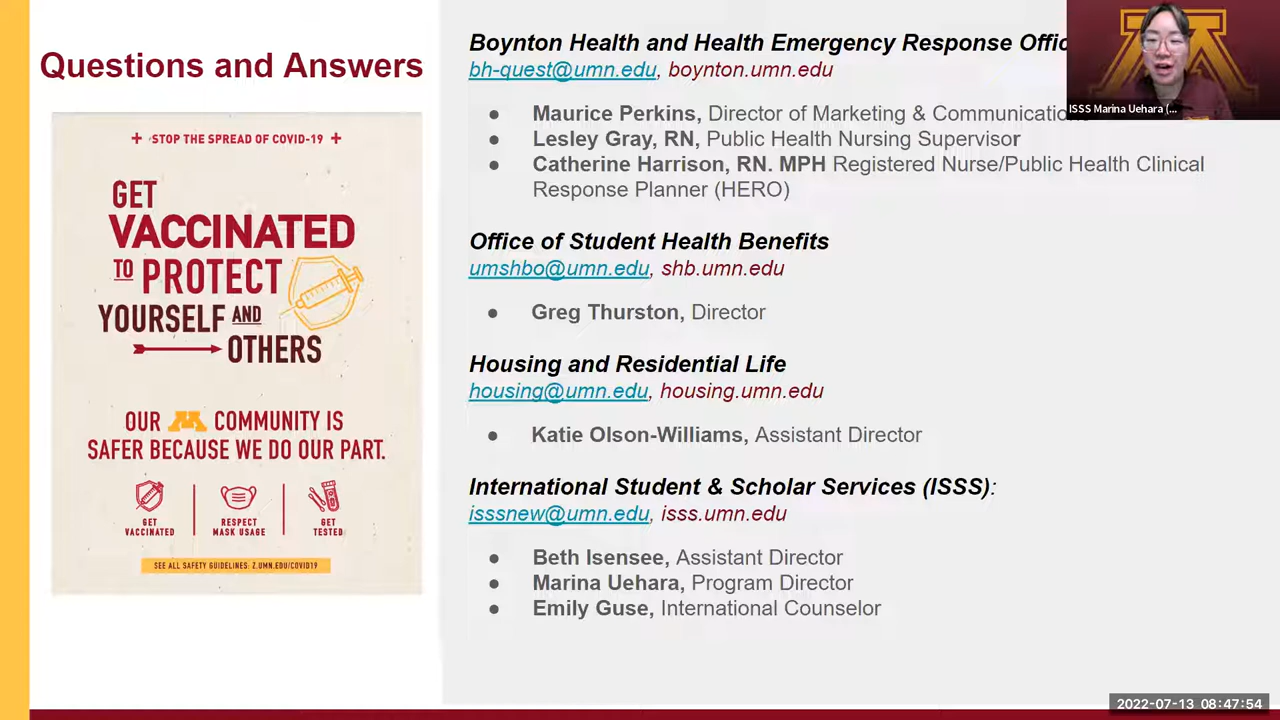 Questions and Answers
STOP THE SPREAD OF COVID-19
GET
VACCINATED
TO PROTECT
YOURSELF AND
OTHERS
OUR M COMMUNITY IS
SAFER BECAUSE WE DO OUR PART.
GET
VACCINATED
RESPECT
MASK USAGE
GET
TESTED
SEE ALL SAFETY GUIDELINES: Z.UMN.EDU/COVID19
Boynton Health and Health Emergency Response
bh-quest@umn.edu, boynton.umn.edu
● Maurice Perkins, Director of Marketing &
● Lesley Gray, RN, Public Health Nursing Supervisor
● Catherine Harrison, RN. MPH Registered Nurse/Public Health Clinical
Response Planner (HERO)
Office of Student Health Benefits
umshbo@umn.edu, shb.umn.edu
● Greg Thurston, Director
Housing and Residential Life
housing@umn.edu, housing.umn.edu
● Katie Olson-Williams, Assistant Director
International Student & Scholar Services (ISSS):
isssnew@umn.edu, isss.umn.edu
● Beth Isensee, Assistant Director
● Marina Uehara, Program Director
● Emily Guse, International Counselor
ISSS Marina Uehara (...
2022-07-13 08:47:54